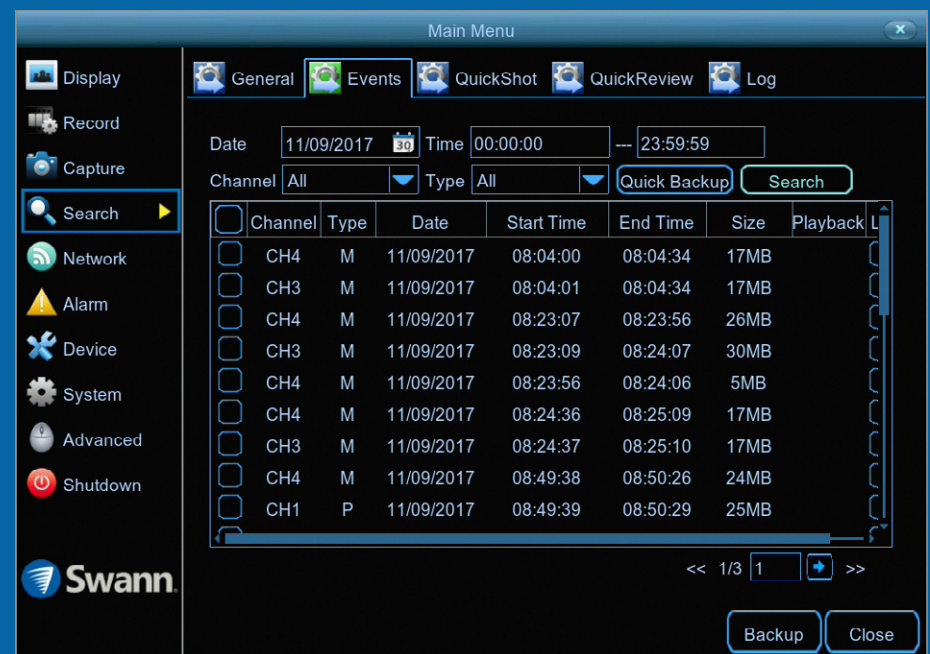 Main Menu
Display
Record
Capture
Search
Network
Alarm
Device
System
Advanced
Shutdown
Swann
General Events QuickShot QuickReview Log
Date 11/09/2017 30 Time 00:00:00 --- 23:59:59
Channel All Type All Quick Backup Search
Channel Type Date Start Time End Time Size Playback L
CH4 M 11/09/2017 08:04:00 08:04:34 17MB
CH3 M 11/09/2017 08:04:01 08:04:34 17MB
CH4 M 11/09/2017 08:23:07 08:23:56 26MB
CH3 M 11/09/2017 08:23:09 08:24:07 30MB
CH4 M 11/09/2017 08:23:56 08:24:06 5MB
CH4 M 11/09/2017 08:24:36 08:25:09 17MB
CH3 M 11/09/2017 08:24:37 08:25:10 17MB
CH4 M 11/09/2017 08:49:38 08:50:26 24MB
CH1 P 11/09/2017 08:49:39 08:50:29 25MB
<< 1/3 1 >>
Backup Close